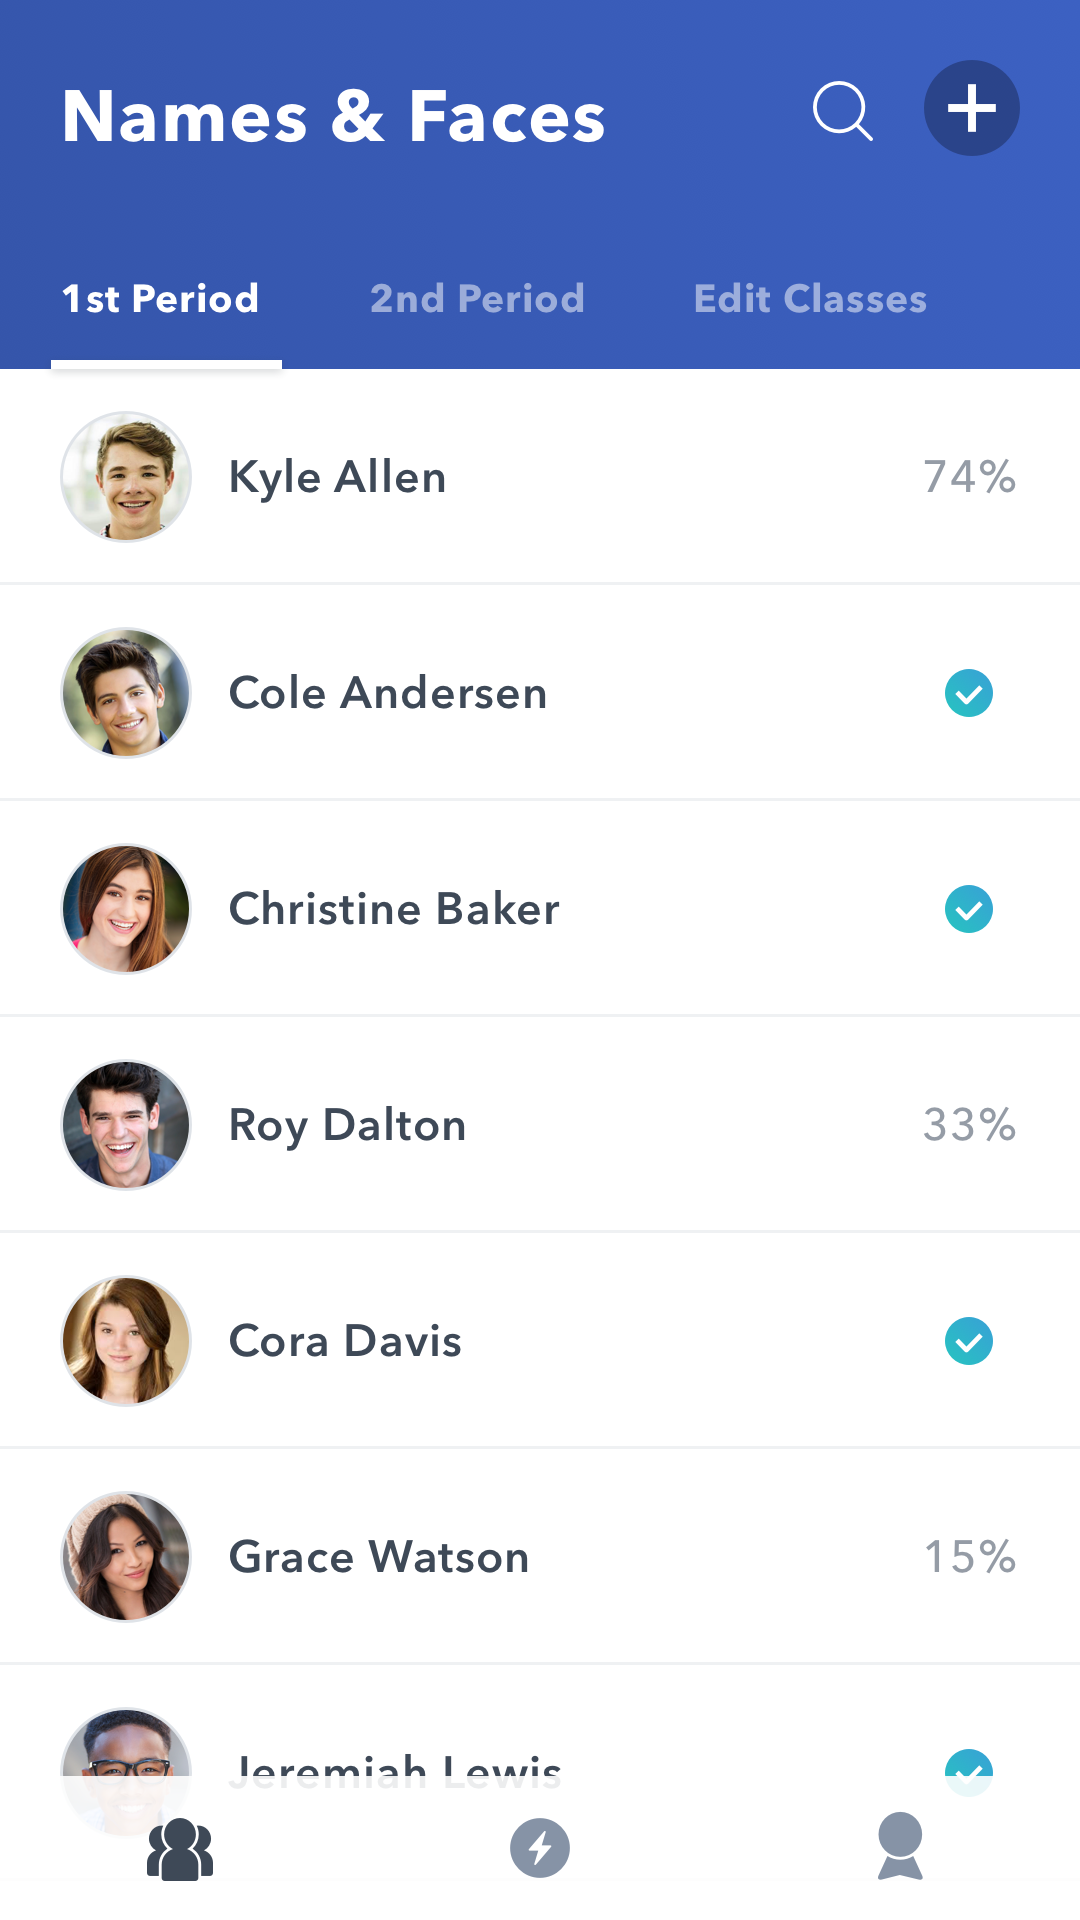 Names & Faces
1st Period 2nd Period Edit Classes
Kyle Allen 74%
Cole Andersen
Christine Baker
Roy Dalton 33%
Cora Davis
Grace Watson 15%
Jeremiah Lewis